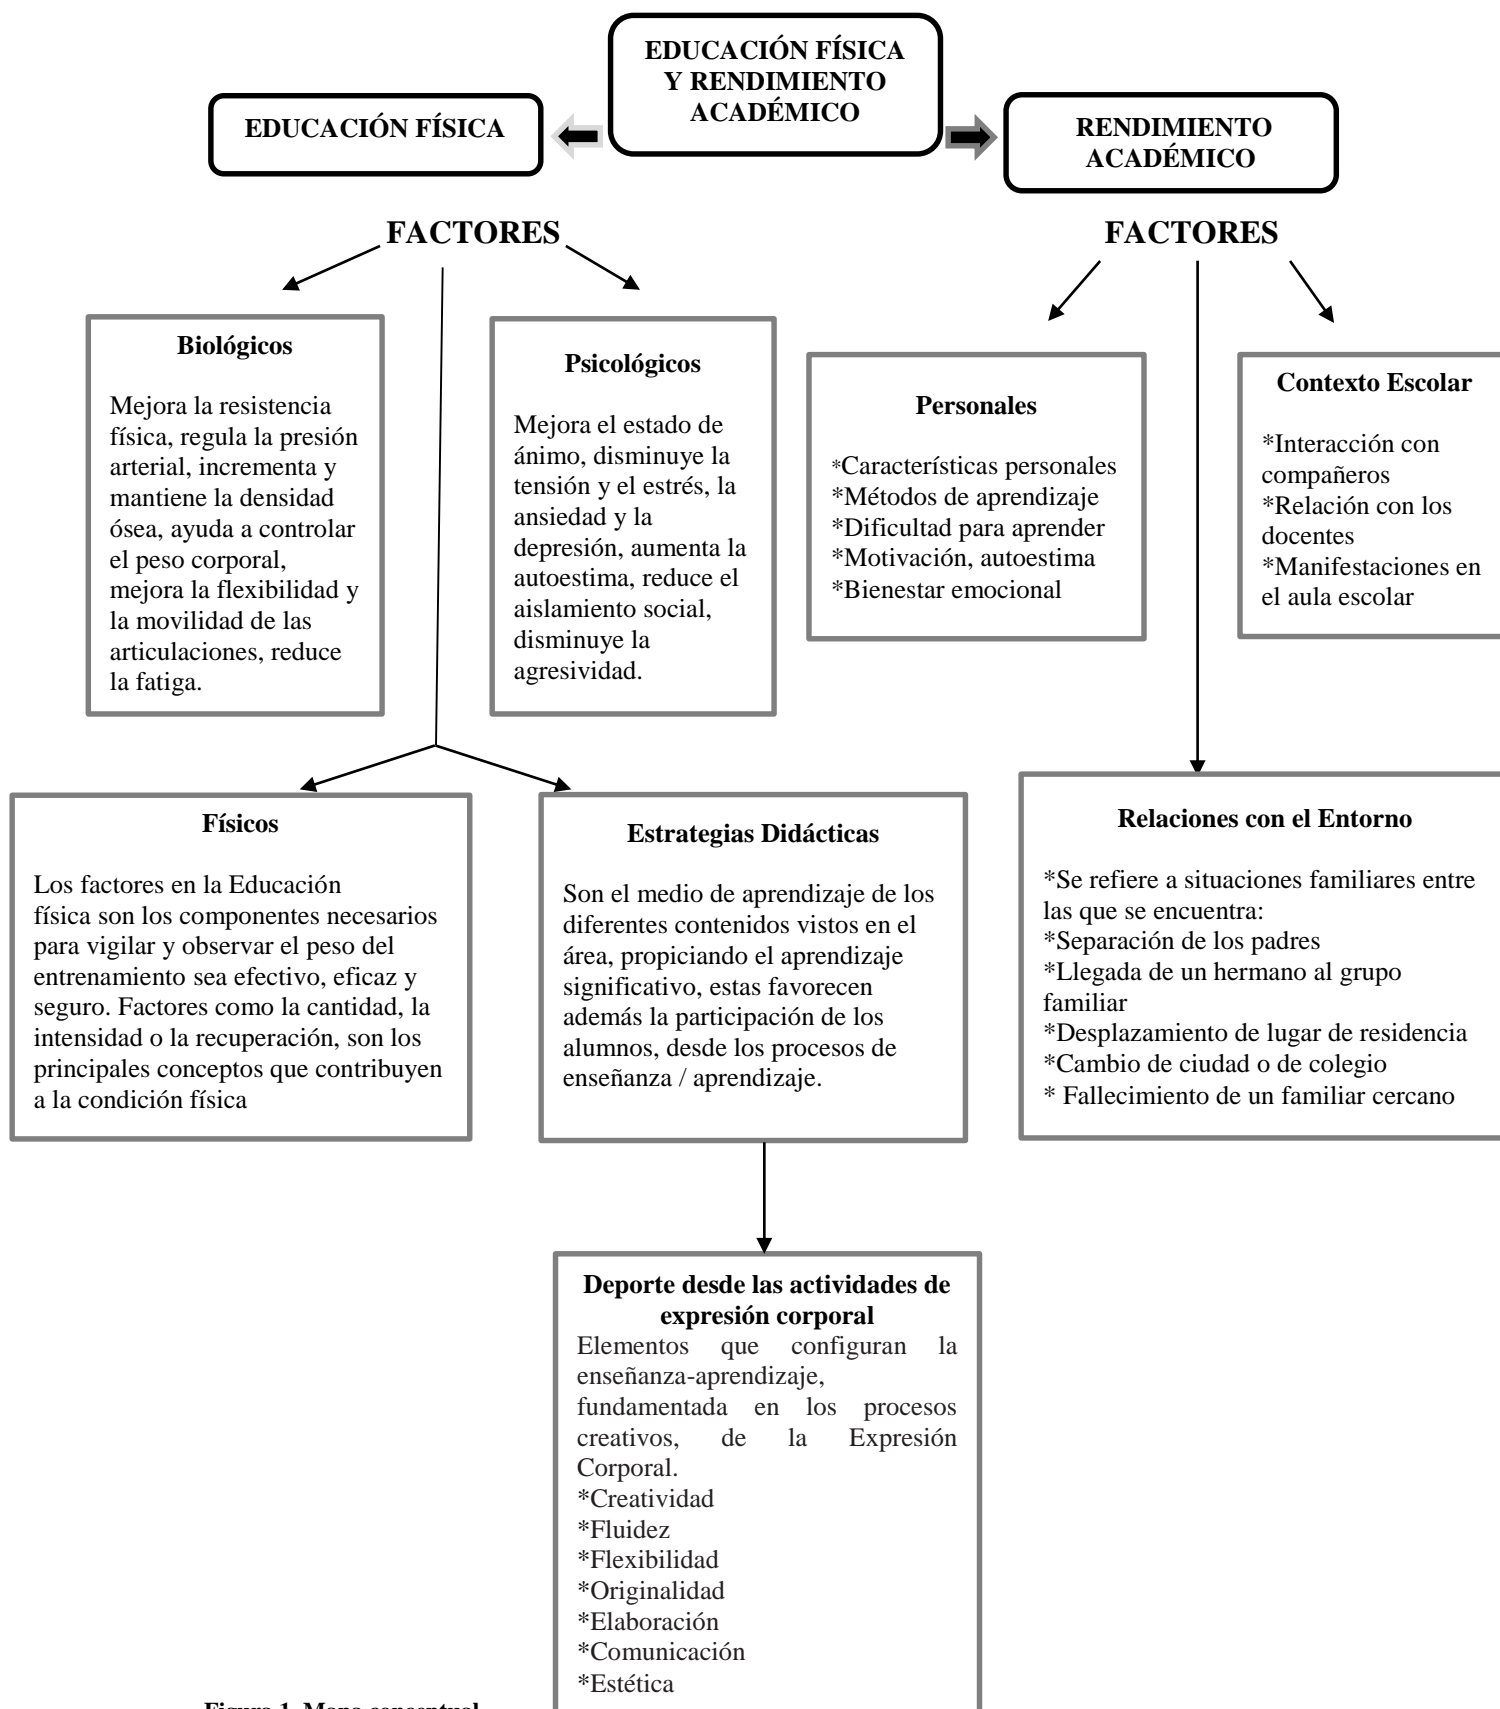 EDUCACIÓN FÍSICA
Y RENDIMIENTO
ACADÉMICO
EDUCACIÓN FÍSICA
RENDIMIENTO
ACADÉMICO
FACTORES
FACTORES
Biológicos
Mejora la resistencia
física, regula la presión
arterial, incrementa y
mantiene la densidad
ósea, ayuda a controlar
el peso corporal,
mejora la flexibilidad y
la movilidad de las
articulaciones, reduce
la fatiga.
Psicológicos
Mejora el estado de
ánimo, disminuye la
tensión y el estrés, la
ansiedad y la
depresión, aumenta la
autoestima, reduce el
aislamiento social,
disminuye la
agresividad.
Personales
*Características personales
*Métodos de aprendizaje
*Dificultad para aprender
*Motivación, autoestima
*Bienestar emocional
Contexto Escolar
*Interacción con
compañeros
*Relación con los
docentes
*Manifestaciones en
el aula escolar
Físicos
Los factores en la Educación
física son los componentes necesarios
para vigilar y observar el peso del
entrenamiento sea efectivo, eficaz y
seguro. Factores como la cantidad, la
intensidad o la recuperación, son los
principales conceptos que contribuyen
a la condición física
Estrategias Didácticas
Son el medio de aprendizaje de los
diferentes contenidos vistos en el
área, propiciando el aprendizaje
significativo, estas favorecen
además la participación de los
alumnos, desde los procesos de
enseñanza / aprendizaje.
Relaciones con el Entorno
*Se refiere a situaciones familiares entre
las que se encuentra:
*Separación de los padres
*Llegada de un hermano al grupo
familiar
*Desplazamiento de lugar de residencia
*Cambio de ciudad o de colegio
* Fallecimiento de un familiar cercano
Deporte desde las actividades de
expresión corporal
Elementos que configuran la
enseñanza-aprendizaje,
fundamentada en los procesos
creativos, de la Expresión
Corporal.
*Creatividad
*Fluidez
*Flexibilidad
*Originalidad
*Elaboración
*Comunicación
*Estética
Figura 1. Mapa conceptual